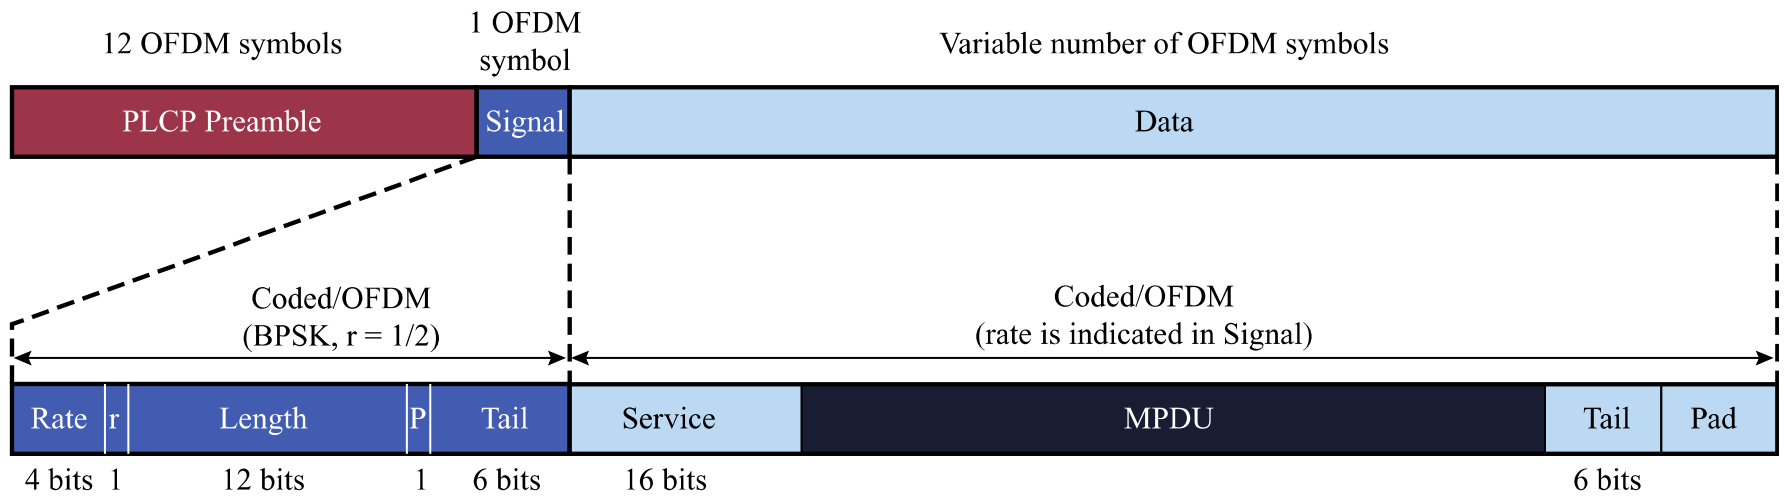 12 OFDM symbols
1 OFDM
symbol
Variable number of OFDM symbols
PLCP Preamble
Signal
Data
Coded/OFDM
(BPSK, r = 1/2)
Coded/OFDM
(rate is indicated in Signal)
Rate
r
Length
P
Tail
Service
MPDU
Tail
Pad
4 bits
1
12 bits
1
6 bits
16 bits
6 bits